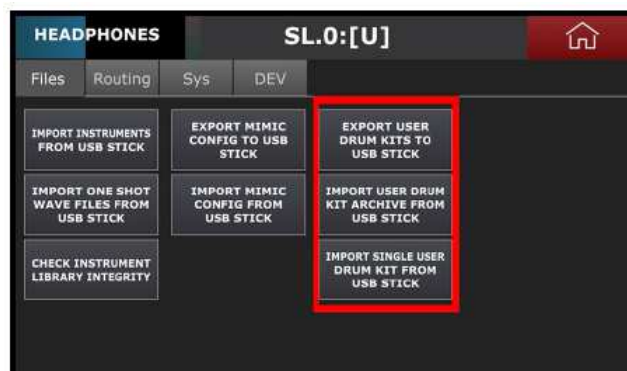 HEADPHONES
SL.0:[U]
Files
Routing
Sys
DEV
IMPORT INSTRUMENTS
FROM USB STICK
EXPORT MIMIC
CONFIG TO USB
STICK
EXPORT USER
DRUM KITS TO
USB STICK
IMPORT ONE SHOT
WAVE FILES FROM
USB STICK
IMPORT MIMIC
CONFIG FROM
USB STICK
IMPORT USER DRUM
KIT ARCHIVE FROM
USB STICK
CHECK INSTRUMENT
LIBRARY INTEGRITY
IMPORT SINGLE USER
DRUM KIT FROM
USB STICK